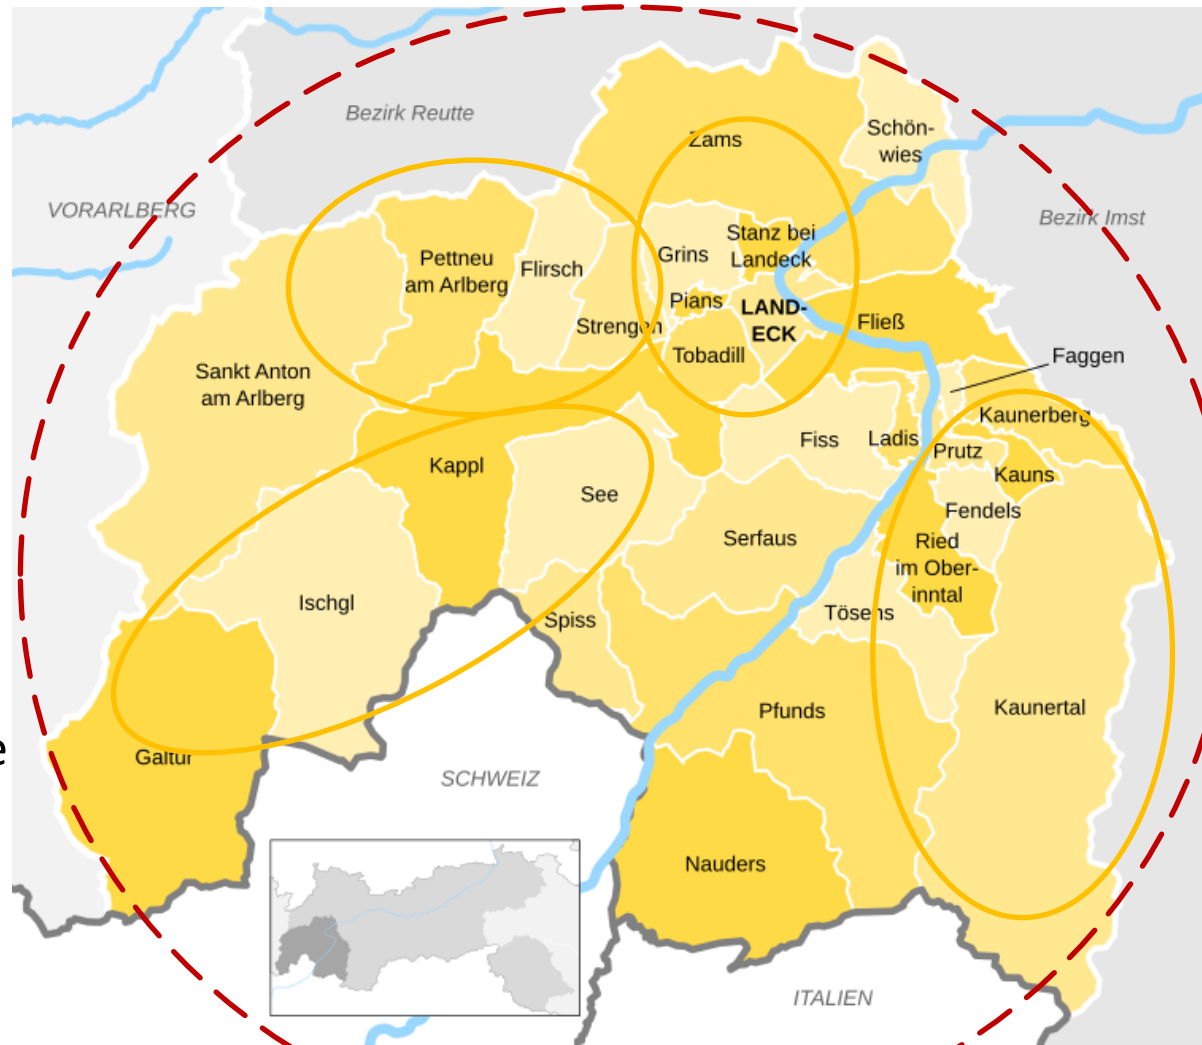 Bezirk Reutte
Zams
Schön-
wies
VORARLBERG
Bezirk Imst
Stanz bei
Landeck
Grins
Pettneu
am Arlberg
Flirsch
Pians
LAND-
ECK
Strengen
Fließ
Tobadill
Faggen
Sankt Anton
am Arlberg
Kaunerberg
Fiss
Ladis
Prutz
Kappl
Kauns
See
Fendels
Serfaus
Ried
im Ober-
inntal
Ischgl
Spiss
Tösens
Pfunds
Kaunertal
e
Galtür
SCHWEIZ
Nauders
ITALIEN